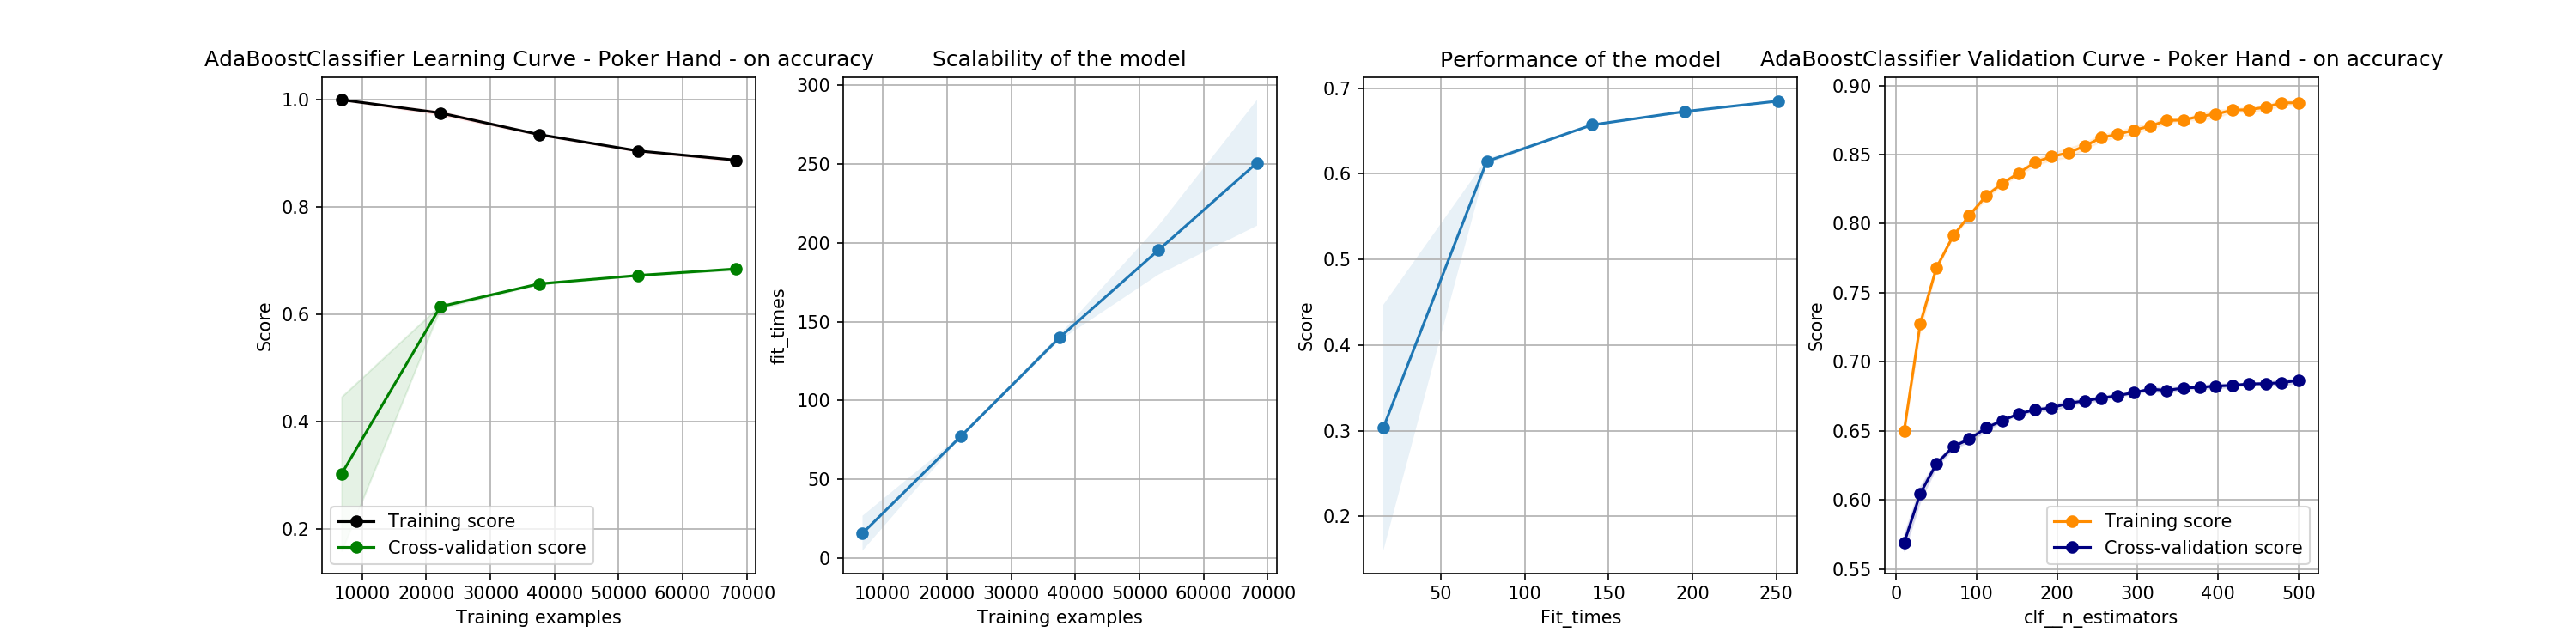 AdaBoostClassifier Learning Curve - Poker Hand - on accuracy
1.0
0.8
0.6
0.4
0.2
Score
Training score
Cross-validation score
10000 20000 30000 40000 50000 60000 70000
Training examples
Scalability of the model
300
250
200
150
100
50
0
fit_times
10000 20000 30000 40000 50000 60000 70000
Training examples
Performance of the model
0.7
0.6
0.5
0.4
0.3
0.2
Score
50 100 150 200 250
Fit_times
AdaBoostClassifier Validation Curve - Poker Hand - on accuracy
0.90
0.85
0.80
0.75
0.70
0.65
0.60
0.55
Score
Training score
Cross-validation score
0 100 200 300 400 500
clf__n_estimators